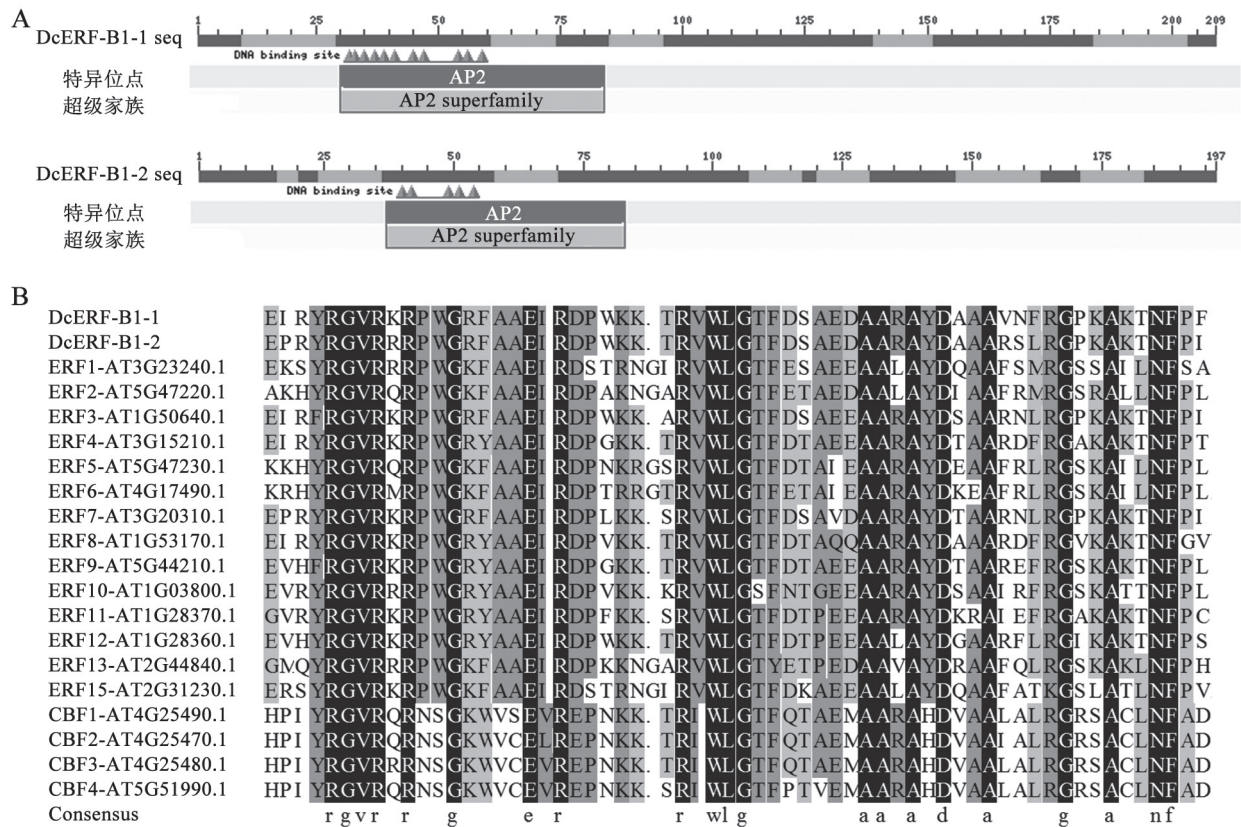 A
1 25 50 75 100 125 150 175 200 209
DcERF-B1-1 seq
DNA binding site
特异位点 AP2
超级家族 AP2 superfamily
1 25 50 75 100 125 150 175 197
DcERF-B1-2 seq
DNA binding site
特异位点 AP2
超级家族 AP2 superfamily
B
DcERF-B1-1 EIRYRGVRKRPWGRFAAEIRDPWKK.TRVWLGTFDSAEDAARAYDAAAVNFRGPKAKTNFPF
DcERF-B1-2 EPRYRGVRRRPWGRFAAEIRDPWKK.TRVWLGTFDSAEDAARAYDAAARSLRGPKAKTNFPI
ERF1-AT3G23240.1 EKSYRGVRKRPWGKFAAEIRDSTRNGIRVWLGTFESAEEAALAYDQAAFSMRGSSAILNFSA
ERF2-AT5G47220.1 AKHYRGVRQRPWGKFAAEIRDPAKNGARVWLGTFETAEDAALAYDIAAFRMRGSRALLNFPL
ERF3-AT1G50640.1 EIRFRGVRKRPWGRFAAEIRDPWKK.ARVWLGTFDSAEEAARAYDSAARNLRGPKAKTNFPI
ERF4-AT3G15210.1 EIRYRGVRKRPWGRYAAEIRDPGKK.TRVWLGTFDTAEEAARAYDTAARDFRGAKAKTNFPT
ERF5-AT5G47230.1 KKHYRGVRQRPWGKFAAEIRDPNKRGSRVWLGTFDTAIEAARAYDEAAFRLRGSKAILNFPL
ERF6-AT4G17490.1 KRHYRGVRMRPWGKFAAEIRDPTRRGTRVWLGTFETAIEAARAYDKEAFRLRGSKAILNFPL
ERF7-AT3G20310.1 EPRYRGVRKRPWGRFAAEIRDPLKK.SRVWLGTFDSAVDAARAYDTAARNLRGPKAKTNFPI
ERF8-AT1G53170.1 EIRYRGVRKRPWGRYAAEIRDPVKK.TRVWLGTFDTAQQAARAYDAAARDFRGVKAKTNFGV
ERF9-AT5G44210.1 EVHFRGVRKRPWGRYAAEIRDPGKK.TRVWLGTFDTAEEAARAYDTAAREFRGSKAKTNFPL
ERF10-AT1G03800.1 EVRYRGVRRRPWGRYAAEIRDPVKK.KRVWLGSFNTGEEAARAYDSAAIRFRGSKATTNFPL
ERF11-AT1G28370.1 GVRYRGVRKRPWGRYAAEIRDPFKK.SRVWLGTFDTPEEAARAYDKRAIEFRGAKAKTNFPC
ERF12-AT1G28360.1 EVHYRGVRKRPWGRYAAEIRDPWKK.TRVWLGTFDTPEEAALAYDGAARFLRGIKAKTNFPS
ERF13-AT2G44840.1 GMQYRGVRRRPWGKFAAEIRDPKKNGARVWLGTYETPEDAAVAYDRAAFQLRGSKAKLNFPH
ERF15-AT2G31230.1 ERSYRGVRKRPWGKFAAEIRDSTRNGIRVWLGTFDKAEEAALAYDQAAFATKGSLATLNFPV
CBF1-AT4G25490.1 HPIYRGVRQRNSGKWVSEVREPNKK.TRIWLGTFQTAEMAARAHDVAALALRGRSACLNFAD
CBF2-AT4G25470.1 HPIYRGVRQRNSGKWVCELREPNKK.TRIWLGTFQTAEMAARAHDVAAIALRGRSACLNFAD
CBF3-AT4G25480.1 HPIYRGVRRRNSGKWVCEVREPNKK.TRIWLGTFQTAEMAARAHDVAALALRGRSACLNFAD
CBF4-AT5G51990.1 HPIYRGVRQRNSGKWVCEVREPNKK.SRIWLGTFPTVEMAARAHDVAALALRGRSACLNFAD
Consensus rgvr r g e r r wlg aa a d a g a nf